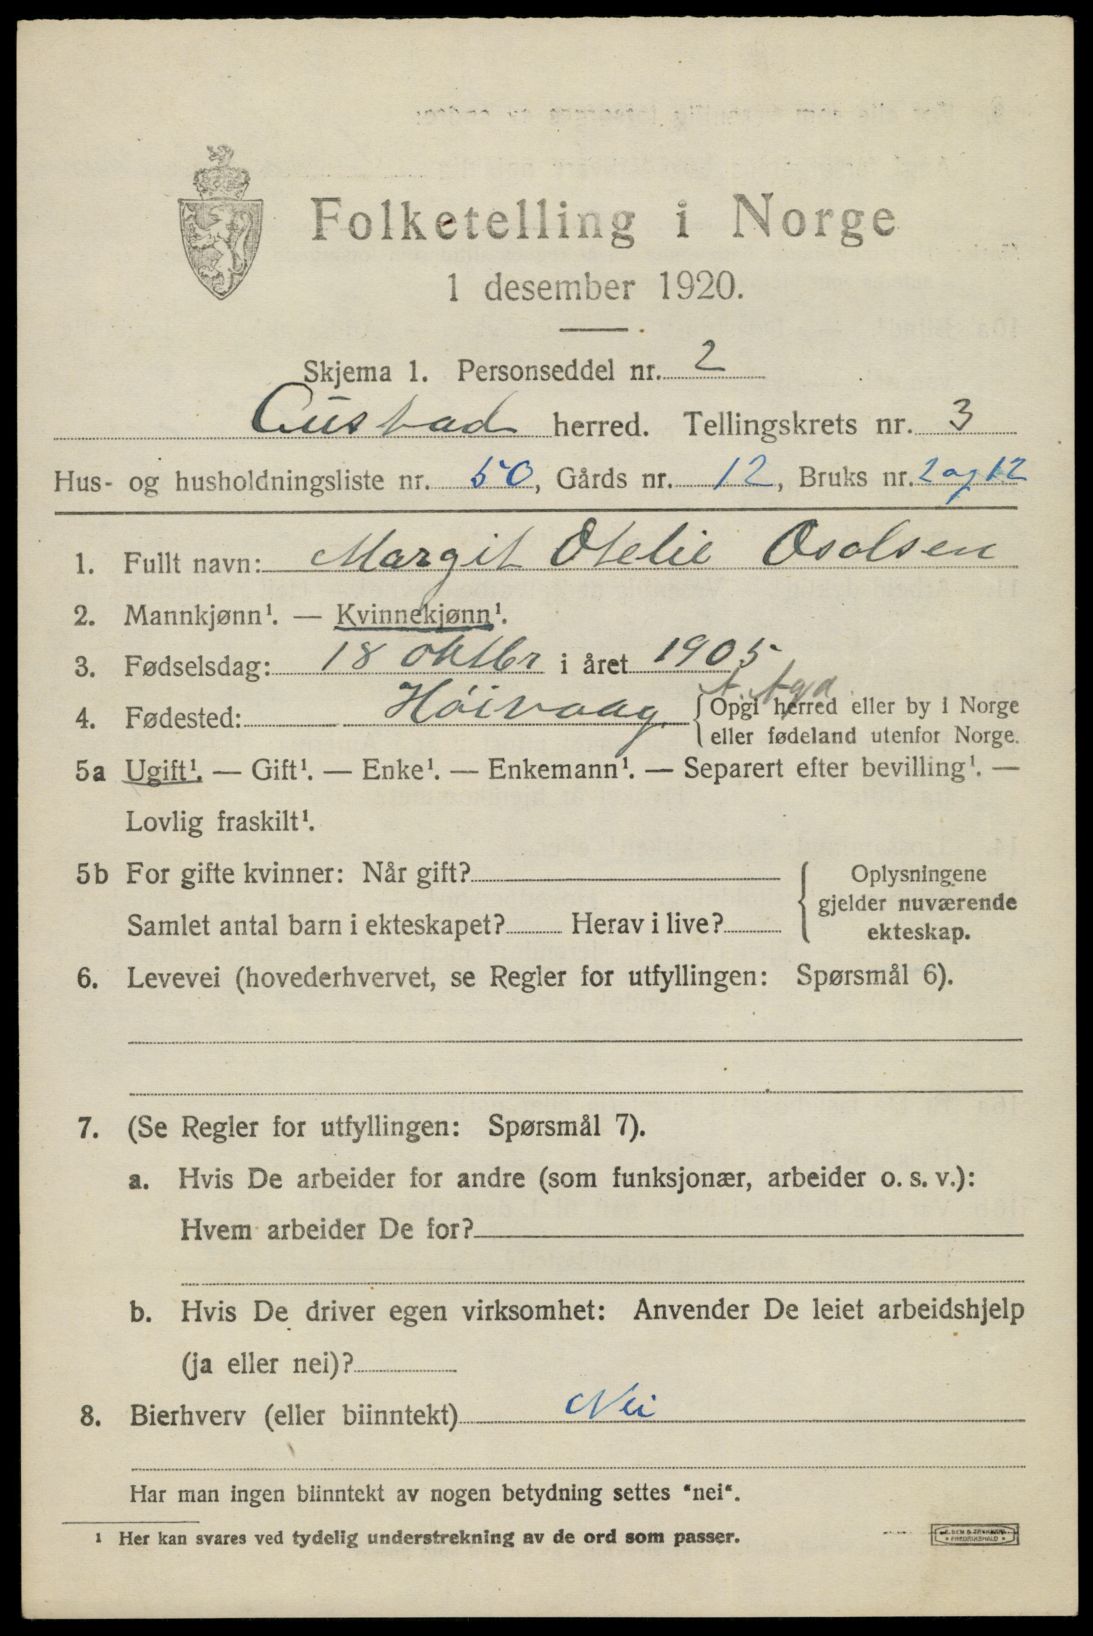 Folketelling i Norge
1 desember 1920.
Skjema 1. Personseddel nr. 2
Austad herred. Tellingskrets nr. 3
Hus- og husholdningsliste nr. 50, Gårds nr. 12, Bruks nr. 2 og 12
1. Fullt navn: Margit Otelie Osolsen
2. Mannkjønn¹. — Kvinnekjønn¹.
3. Fødselsdag: 18 oktbr i året 1905
4. Fødested: Høivaag {Opgi herred eller by i Norge
eller fødeland utenfor Norge.
5a Ugift¹. — Gift¹. — Enke¹. — Enkemann¹. — Separert efter bevilling¹. —
Lovlig fraskilt¹.
5b For gifte kvinner: Når gift?
Samlet antal barn i ekteskapet? Herav i live?
Oplysningene
gjelder nuværende
ekteskap.
6. Levevei (hovederhvervet, se Regler for utfyllingen: Spørsmål 6).
7. (Se Regler for utfyllingen: Spørsmål 7).
a. Hvis De arbeider for andre (som funksjonær, arbeider o. s. v.):
Hvem arbeider De for?
b. Hvis De driver egen virksomhet: Anvender De leiet arbeidshjelp
(ja eller nei)?
8. Bierhverv (eller biinntekt) Nei
Har man ingen biinntekt av nogen betydning settes "nei".
¹ Her kan svares ved tydelig understrekning av de ord som passer.